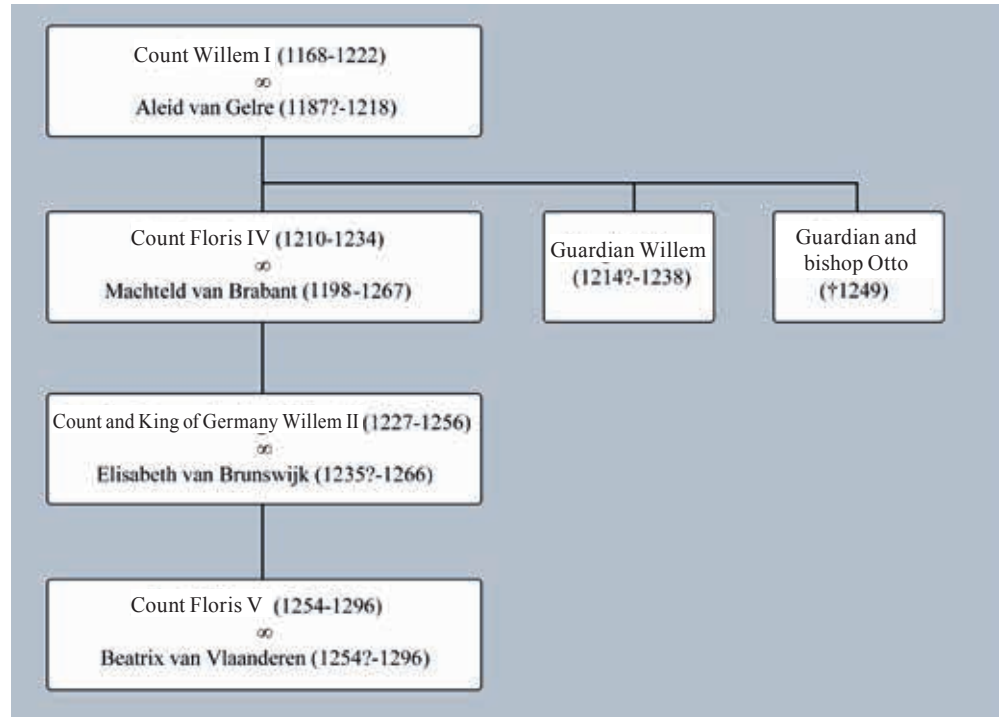 Count Willem I (1168-1222)
∞
Aleid van Gelre (1187?-1218)
Count Floris IV (1210-1234)
∞
Machteld van Brabant (1198-1267)
Guardian Willem
(1214?-1238)
Guardian and
bishop Otto
(†1249)
Count and King of Germany Willem II (1227-1256)
∞
Elisabeth van Brunswijk (1235?-1266)
Count Floris V (1254-1296)
∞
Beatrix van Vlaanderen (1254?-1296)